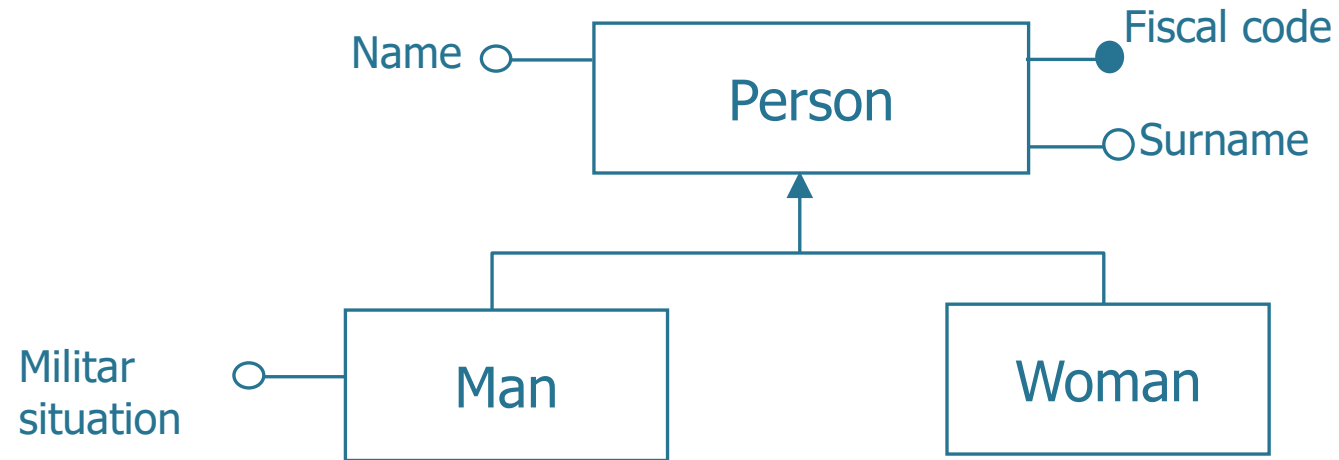 Fiscal code
Name
Person
Surname
Militar
situation
Man
Woman